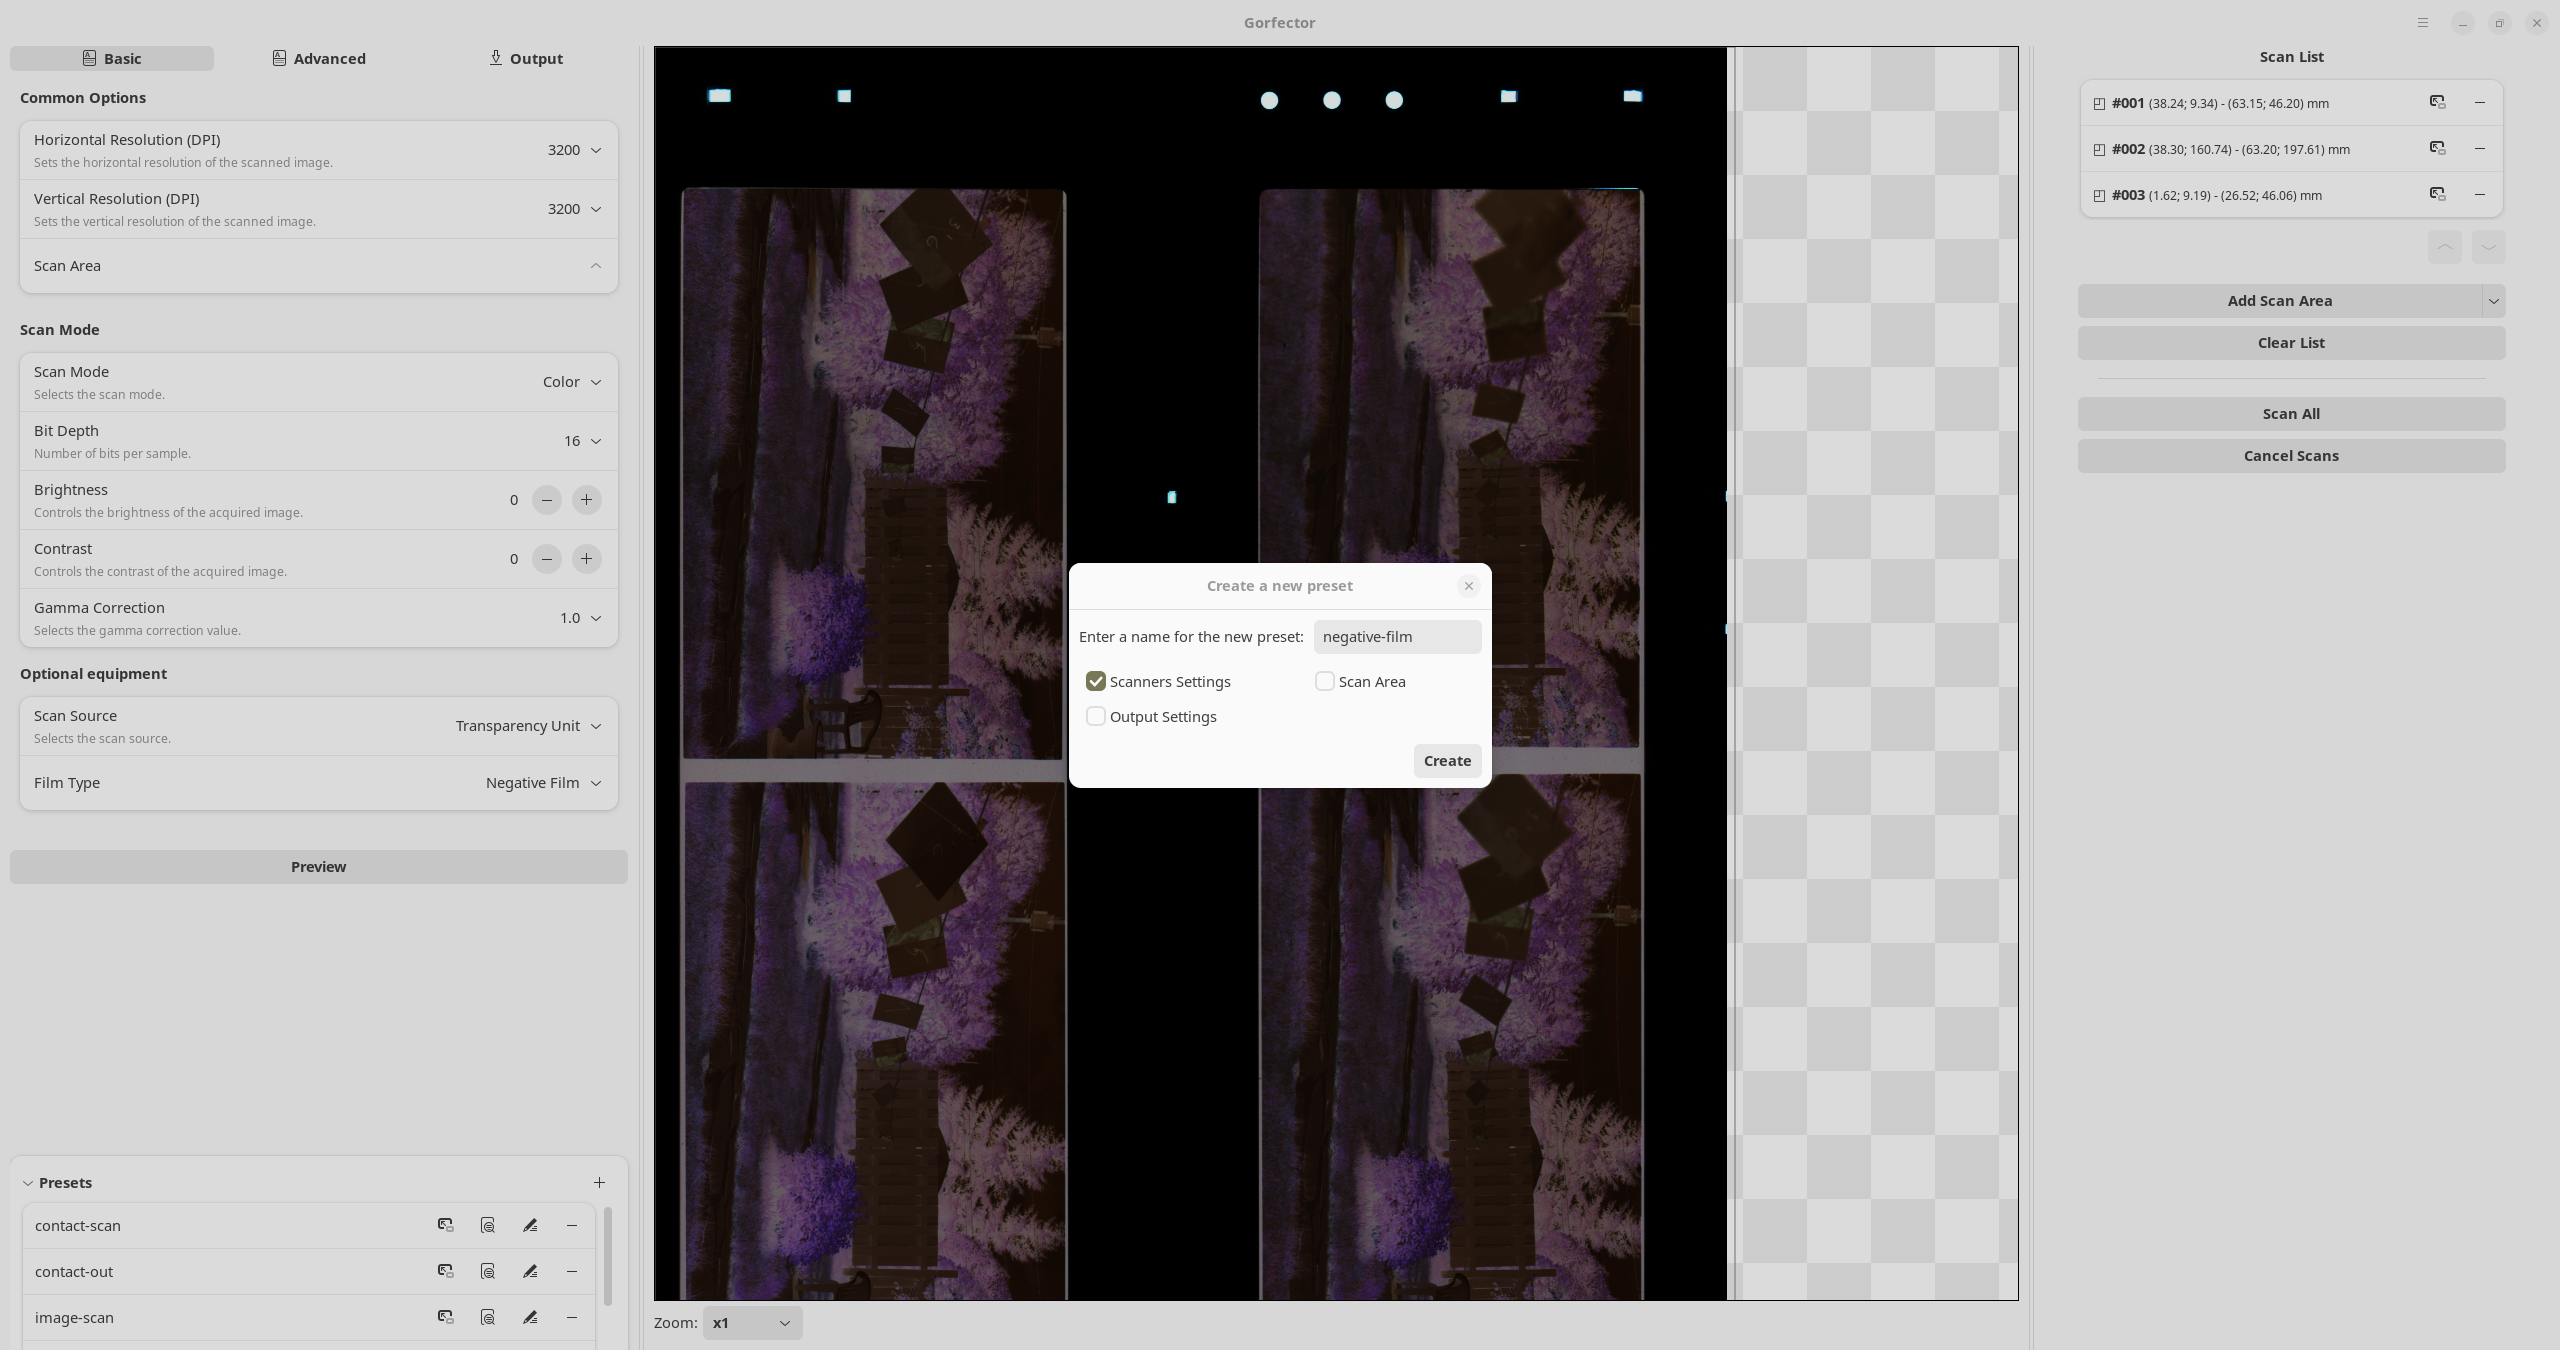 Gorfector
Basic
Advanced
Output
Common Options
Horizontal Resolution (DPI)
Sets the horizontal resolution of the scanned image.
3200
Vertical Resolution (DPI)
Sets the vertical resolution of the scanned image.
3200
Scan Area
Scan Mode
Scan Mode
Selects the scan mode.
Color
Bit Depth
Number of bits per sample.
16
Brightness
Controls the brightness of the acquired image.
0
Contrast
Controls the contrast of the acquired image.
0
Gamma Correction
Selects the gamma correction value.
1.0
Optional equipment
Scan Source
Selects the scan source.
Transparency Unit
Film Type
Negative Film
Preview
Presets
contact-scan
contact-out
image-scan
Create a new preset
Enter a name for the new preset: negative-film
Scanners Settings
Scan Area
Output Settings
Create
Zoom: x1
Scan List
#001 (38.24; 9.34) - (63.15; 46.20) mm
#002 (38.30; 160.74) - (63.20; 197.61) mm
#003 (1.62; 9.19) - (26.52; 46.06) mm
Add Scan Area
Clear List
Scan All
Cancel Scans